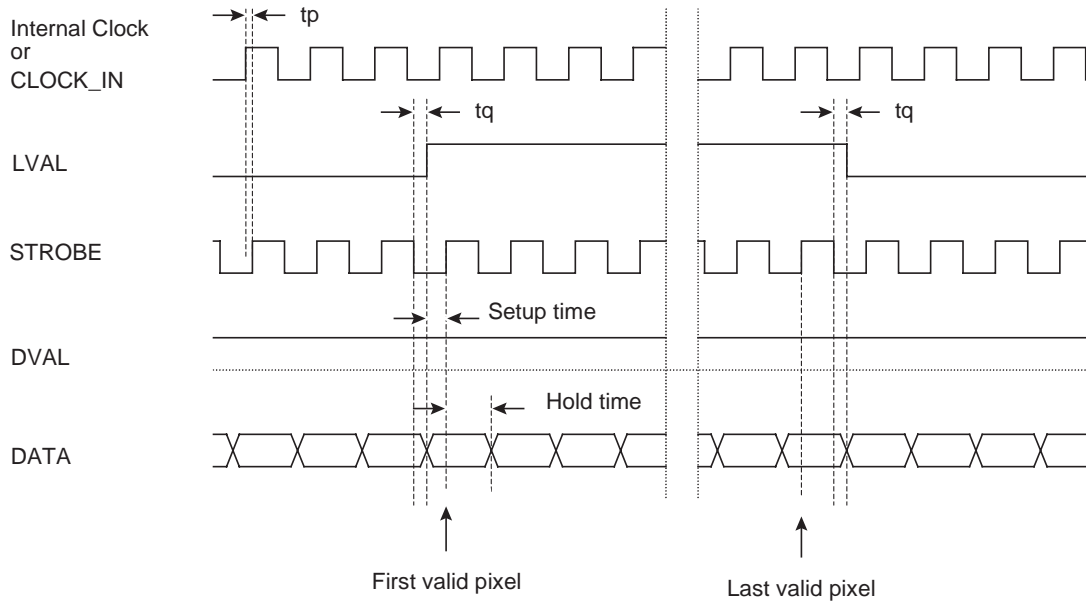 tp
Internal Clock
or
CLOCK_IN
tq
tq
LVAL
STROBE
Setup time
DVAL
Hold time
DATA
First valid pixel
Last valid pixel